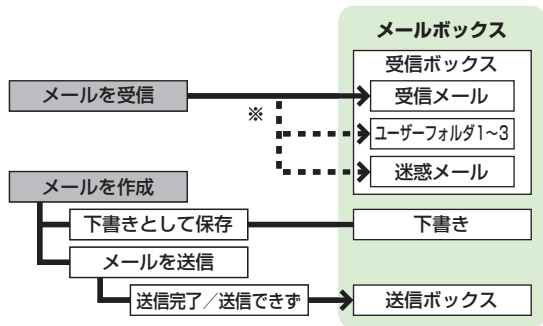 メールボックス
受信ボックス
メールを受信
受信メール
※
ユーザーフォルダ1~3
迷惑メール
メールを作成
下書きとして保存
下書き
メールを送信
送信完了/送信できず
送信ボックス